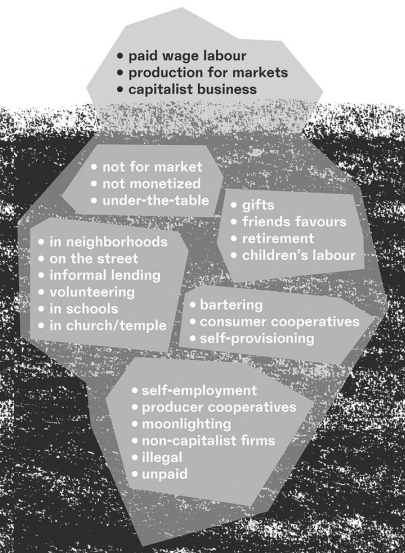 • paid wage labour
• production for markets
• capitalist business
• not for market
• not monetized
• under-the-table
• gifts
• friends favours
• retirement
• children's labour
• in neighborhoods
• on the street
• informal lending
• volunteering
• in schools
• in church/temple
• bartering
• consumer cooperatives
• self-provisioning
• self-employment
• producer cooperatives
• moonlighting
• non-capitalist firms
• illegal
• unpaid